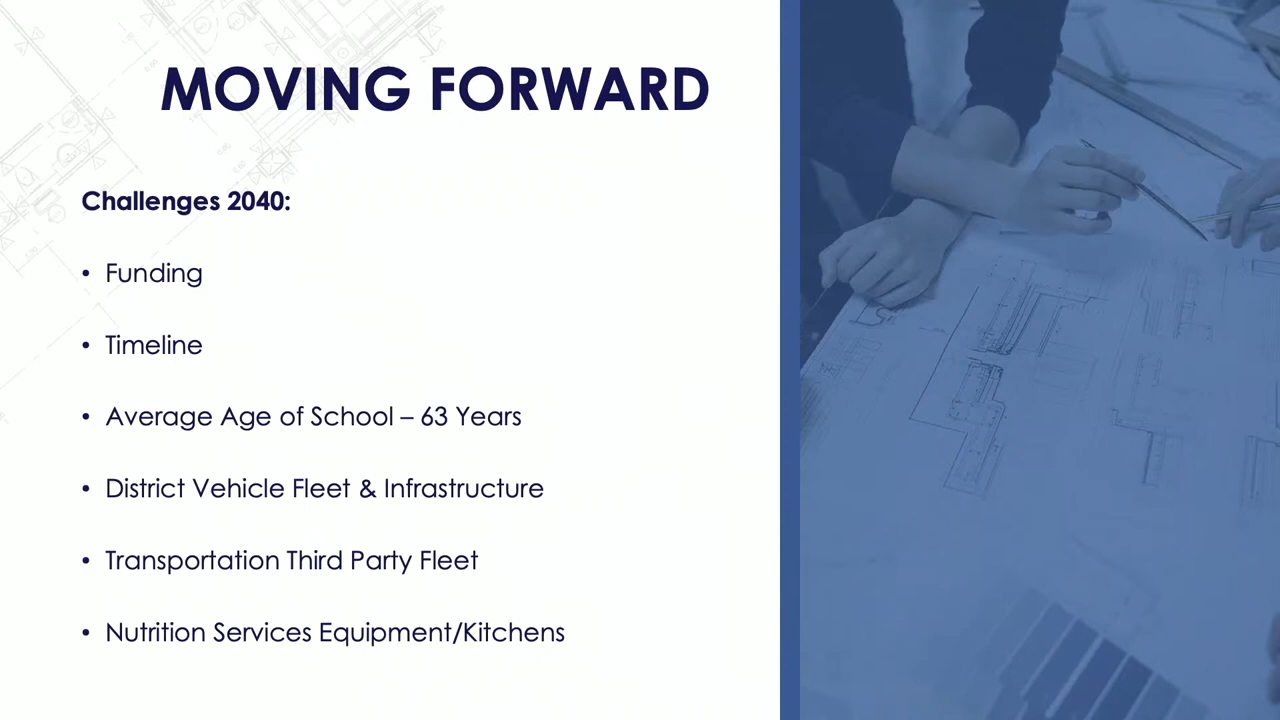 MOVING FORWARD
Challenges 2040:
• Funding
• Timeline
• Average Age of School – 63 Years
• District Vehicle Fleet & Infrastructure
• Transportation Third Party Fleet
• Nutrition Services Equipment/Kitchens